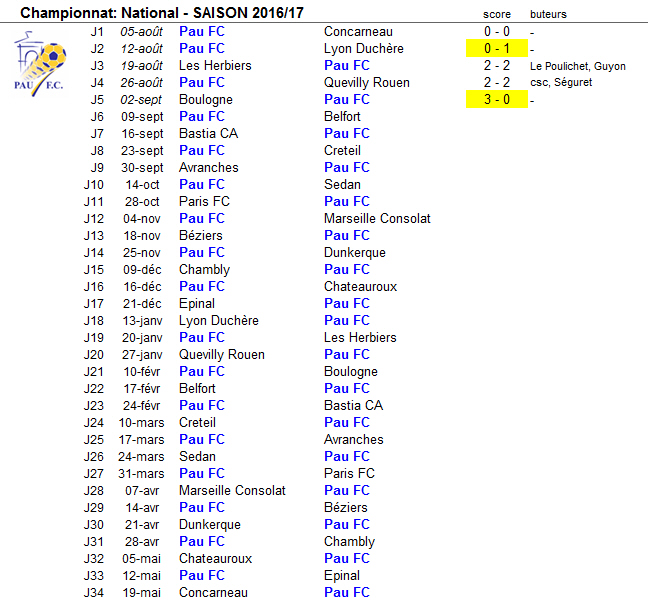 Championnat: National - SAISON 2016/17 score buteurs
J1 05-août Pau FC Concarneau 0 - 0 -
J2 12-août Pau FC Lyon Duchère 0 - 1 -
J3 19-août Les Herbiers Pau FC 2 - 2 Le Poulichet, Guyon
J4 26-août Pau FC Quevilly Rouen 2 - 2 csc, Séguret
J5 02-sept Boulogne Pau FC 3 - 0 -
PAU F.C.
J6 09-sept Pau FC Belfort
J7 16-sept Bastia CA Pau FC
J8 23-sept Pau FC Creteil
J9 30-sept Avranches Pau FC
J10 14-oct Pau FC Sedan
J11 28-oct Paris FC Pau FC
J12 04-nov Pau FC Marseille Consolat
J13 18-nov Béziers Pau FC
J14 25-nov Pau FC Dunkerque
J15 09-déc Chambly Pau FC
J16 16-déc Pau FC Chateauroux
J17 21-déc Epinal Pau FC
J18 13-janv Lyon Duchère Pau FC
J19 20-janv Pau FC Les Herbiers
J20 27-janv Quevilly Rouen Pau FC
J21 10-févr Pau FC Boulogne
J22 17-févr Belfort Pau FC
J23 24-févr Pau FC Bastia CA
J24 10-mars Creteil Pau FC
J25 17-mars Pau FC Avranches
J26 24-mars Sedan Pau FC
J27 31-mars Pau FC Paris FC
J28 07-avr Marseille Consolat Pau FC
J29 14-avr Pau FC Béziers
J30 21-avr Dunkerque Pau FC
J31 28-avr Pau FC Chambly
J32 05-mai Chateauroux Pau FC
J33 12-mai Pau FC Epinal
J34 19-mai Concarneau Pau FC